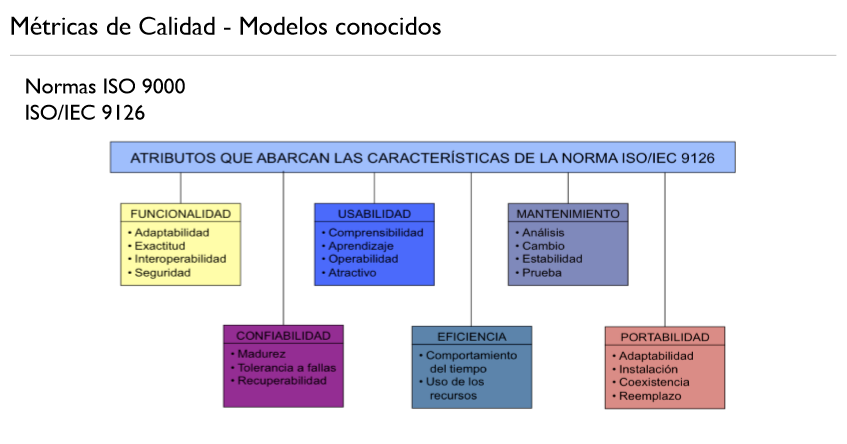 Métricas de Calidad - Modelos conocidos
Normas ISO 9000
ISO/IEC 9126
ATRIBUTOS QUE ABARCAN LAS CARACTERÍSTICAS DE LA NORMA ISO/IEC 9126
FUNCIONALIDAD
• Adaptabilidad
• Exactitud
• Interoperabilidad
• Seguridad
USABILIDAD
• Comprensibilidad
• Aprendizaje
• Operabilidad
• Atractivo
MANTENIMIENTO
• Análisis
• Cambio
• Estabilidad
• Prueba
CONFIABILIDAD
• Madurez
• Tolerancia a fallas
• Recuperabilidad
EFICIENCIA
• Comportamiento
del tiempo
• Uso de los
recursos
PORTABILIDAD
• Adaptabilidad
• Instalación
• Coexistencia
• Reemplazo